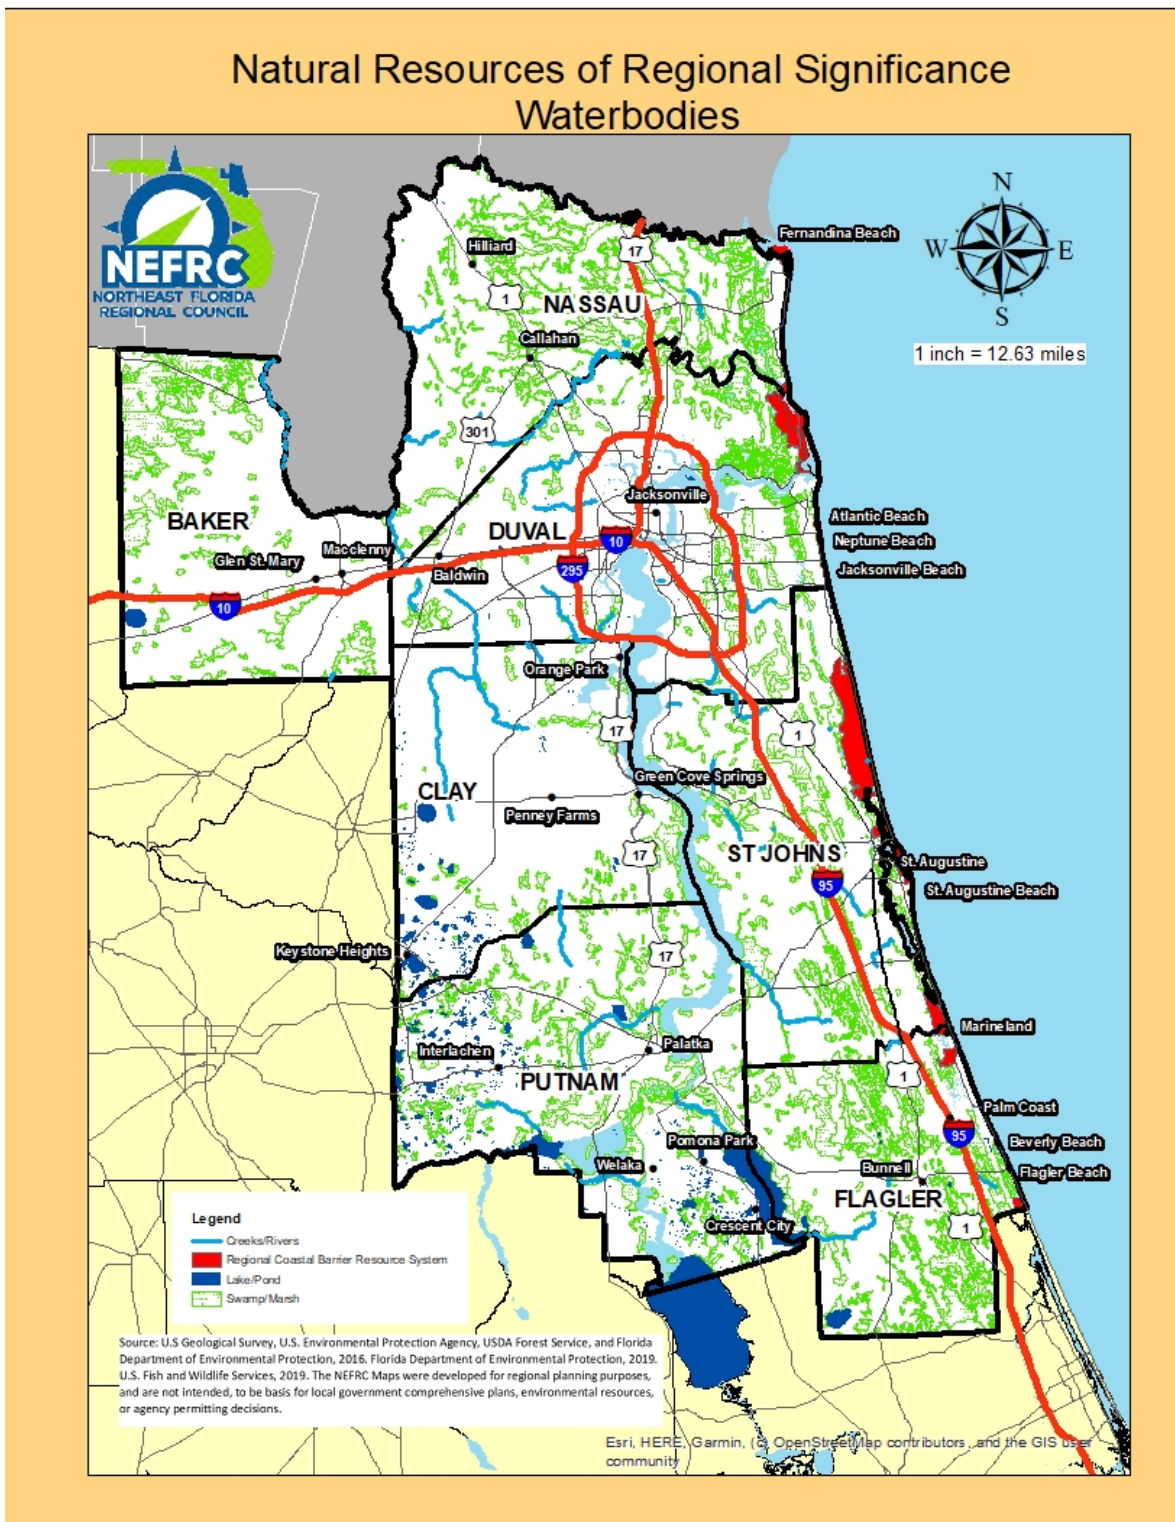 Natural Resources of Regional Significance
Waterbodies
NEFRC
NORTHEAST FLORIDA
REGIONAL COUNCIL
N
W
E
S
1 inch = 12.63 miles
Fernandina Beach
Hilliard
17
1
NASSAU
Callahan
301
Jacksonville
BAKER
DUVAL
10
Atlantic Beach
Neptune Beach
Jacksonville Beach
Macclenny
Glen St. Mary
Baldwin
295
10
Orange Park
17
1
Green Cove Springs
CLAY
Penney Farms
17
ST JOHNS
St. Augustine
95
St. Augustine Beach
Keystone Heights
17
Marineland
Interlachen
Palatka
PUTNAM
1
Palm Coast
95
Beverly Beach
Pomona Park
Welaka
Bunnell
Flagler Beach
FLAGLER
Crescent City
1
Legend
Creeks/Rivers
Regional Coastal Barrier Resource System
Lake/Pond
Swamp/Marsh
Source: U.S Geological Survey, U.S. Environmental Protection Agency, USDA Forest Service, and Florida
Department of Environmental Protection, 2016. Florida Department of Environmental Protection, 2019.
U.S. Fish and Wildlife Services, 2019. The NEFRC Maps were developed for regional planning purposes,
and are not intended, to be basis for local government comprehensive plans, environmental resources,
or agency permitting decisions.
Esri, HERE, Garmin, (c) OpenStreetMap contributors, and the GIS user
community